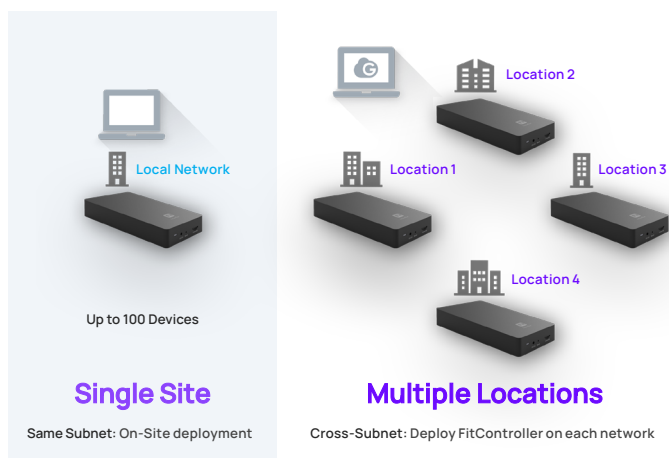 Local Network
Up to 100 Devices
Single Site
Same Subnet: On-Site deployment
G
Location 2
Location 1
Location 3
Location 4
Multiple Locations
Cross-Subnet: Deploy FitController on each network